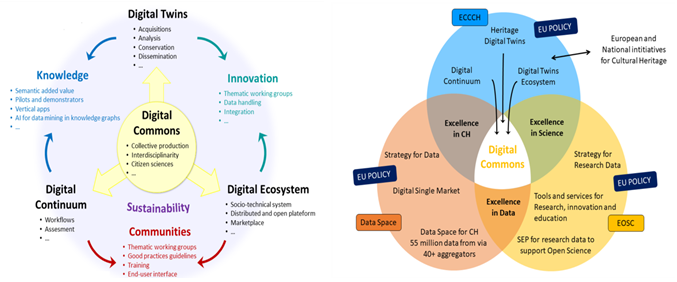 Digital Twins
• Acquisitions
• Analysis
• Conservation
• Dissemination
• ...
Knowledge
• Semantic added value
• Pilots and demonstrators
• Vertical apps
• AI for data mining in knowledge graphs
• ...
Innovation
• Thematic working groups
• Data handling
• Integration
• ...
Digital
Commons
• Collective production
• Interdisciplinarity
• Citizen sciences
• ...
Digital
Continuum
• Workflows
• Assesment
• ...
Sustainability
Digital Ecosystem
• Socio-technical system
• Distributed and open plateform
• Marketplace
• ...
Communities
• Thematic working groups
• Good practices guidelines
• Training
• End-user interface
ECCCH
EU POLICY
Heritage
Digital Twins
European and
National inititiaves
for Cultural Heritage
Digital
Continuum
Digital Twins
Ecosystem
Excellence
in CH
Excellence
in Science
Digital
Commons
Strategy for Data
Strategy for
Research Data
EU POLICY
EU POLICY
Digital Single Market
Excellence
in Data
Tools and services for
Research, innovation and
education
Data Space
EOSC
Data Space for CH
55 million data from via
40+ aggregators
SEP for research data to
support Open Science